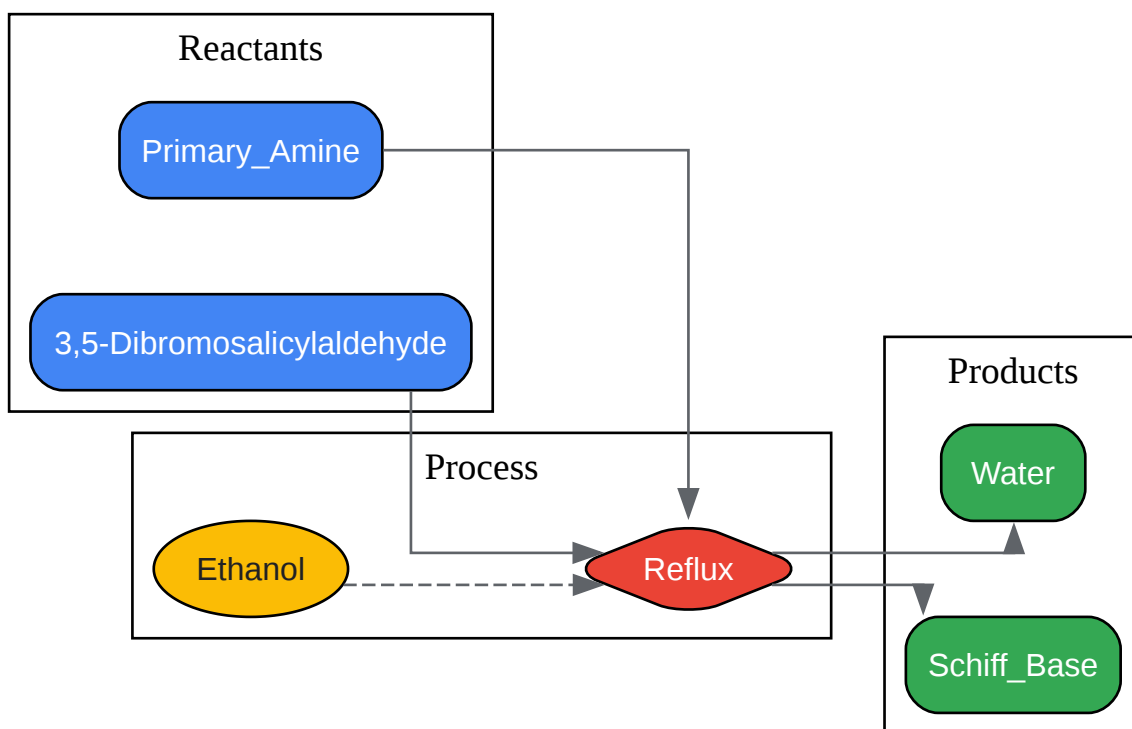 Reactants
Primary_Amine
3,5-Dibromosalicylaldehyde
Process
Ethanol
Reflux
Products
Water
Schiff_Base